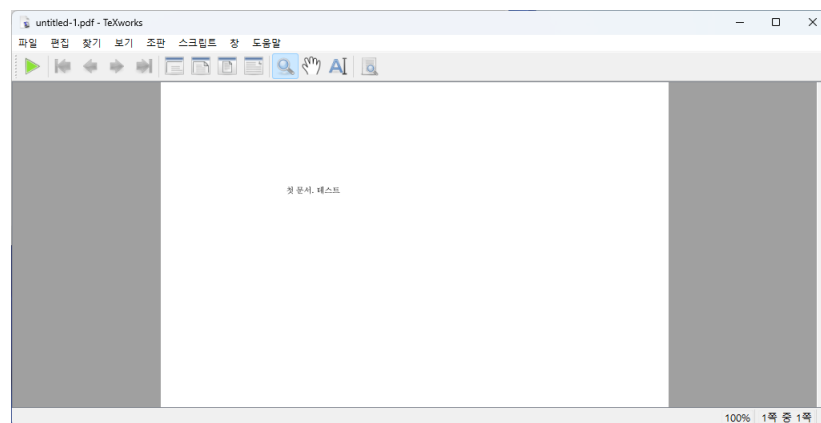 untitled-1.pdf - TeXworks
파일 편집 찾기 보기 조판 스크립트 창 도움말
첫 문서. 테스트
100% 1쪽 중 1쪽